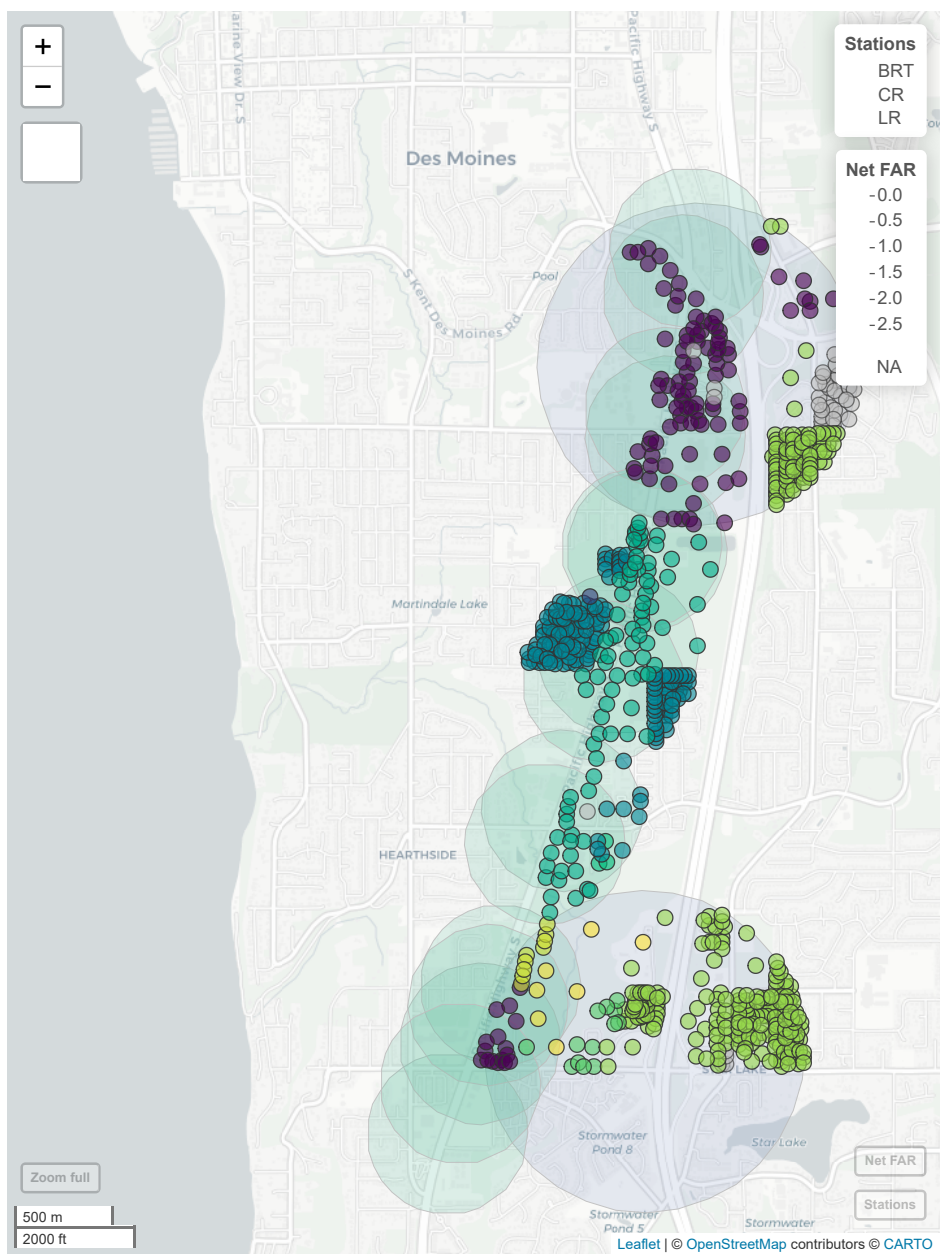 +
−
Marine View Dr. S
Pacific Highway S
Stations
BRT
CR
LR
Des Moines
Net FAR
-0.0
-0.5
-1.0
-1.5
-2.0
-2.5
NA
Pool
S Kent Des Moines Rd.
Martindale Lake
HEARTHSIDE
Highway S
LAKE
Stormwater
Pond 8
Star Lake
Net FAR
Zoom full
Stations
500 m
2000 ft
Stormwater
Pond 5
Stormwater
Leaflet | © OpenStreetMap contributors © CARTO